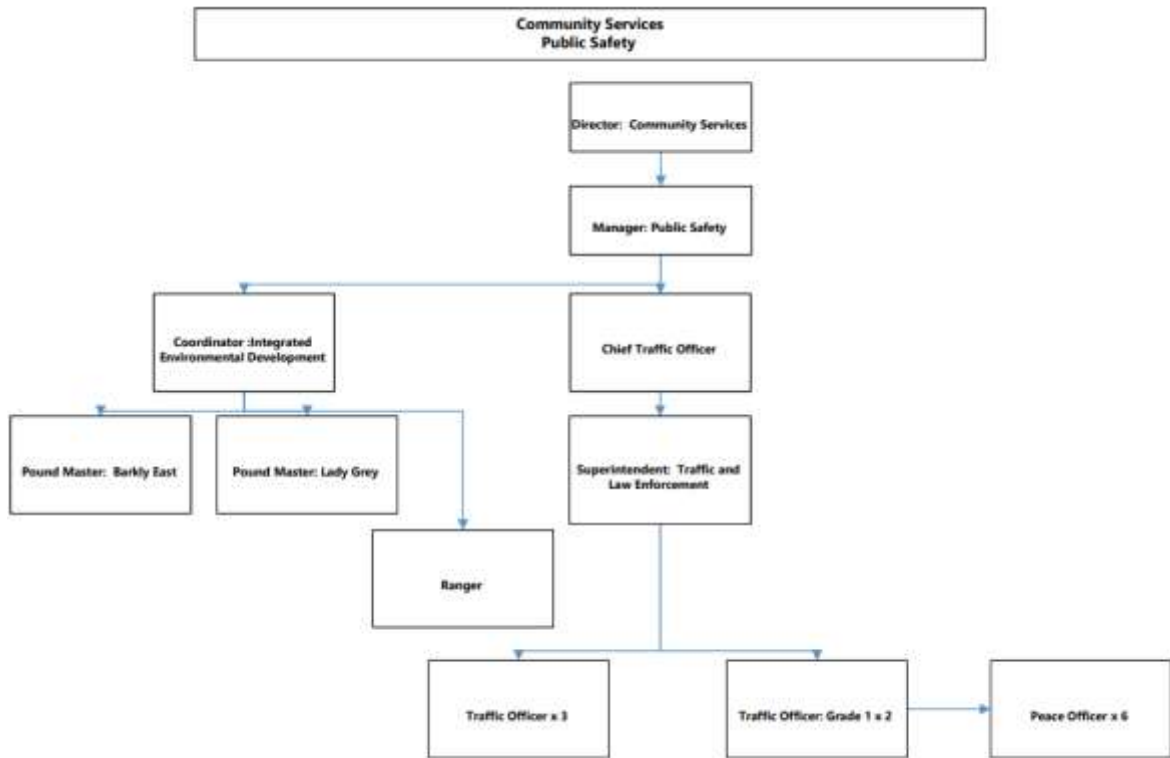 Community Services
Public Safety
Director: Community Services
Manager: Public Safety
Coordinator :Integrated
Environmental Development
Chief Traffic Officer
Pound Master: Barkly East
Pound Master: Lady Grey
Superintendent: Traffic and
Law Enforcement
Ranger
Traffic Officer x 3
Traffic Officer: Grade 1 x 2
Peace Officer x 6